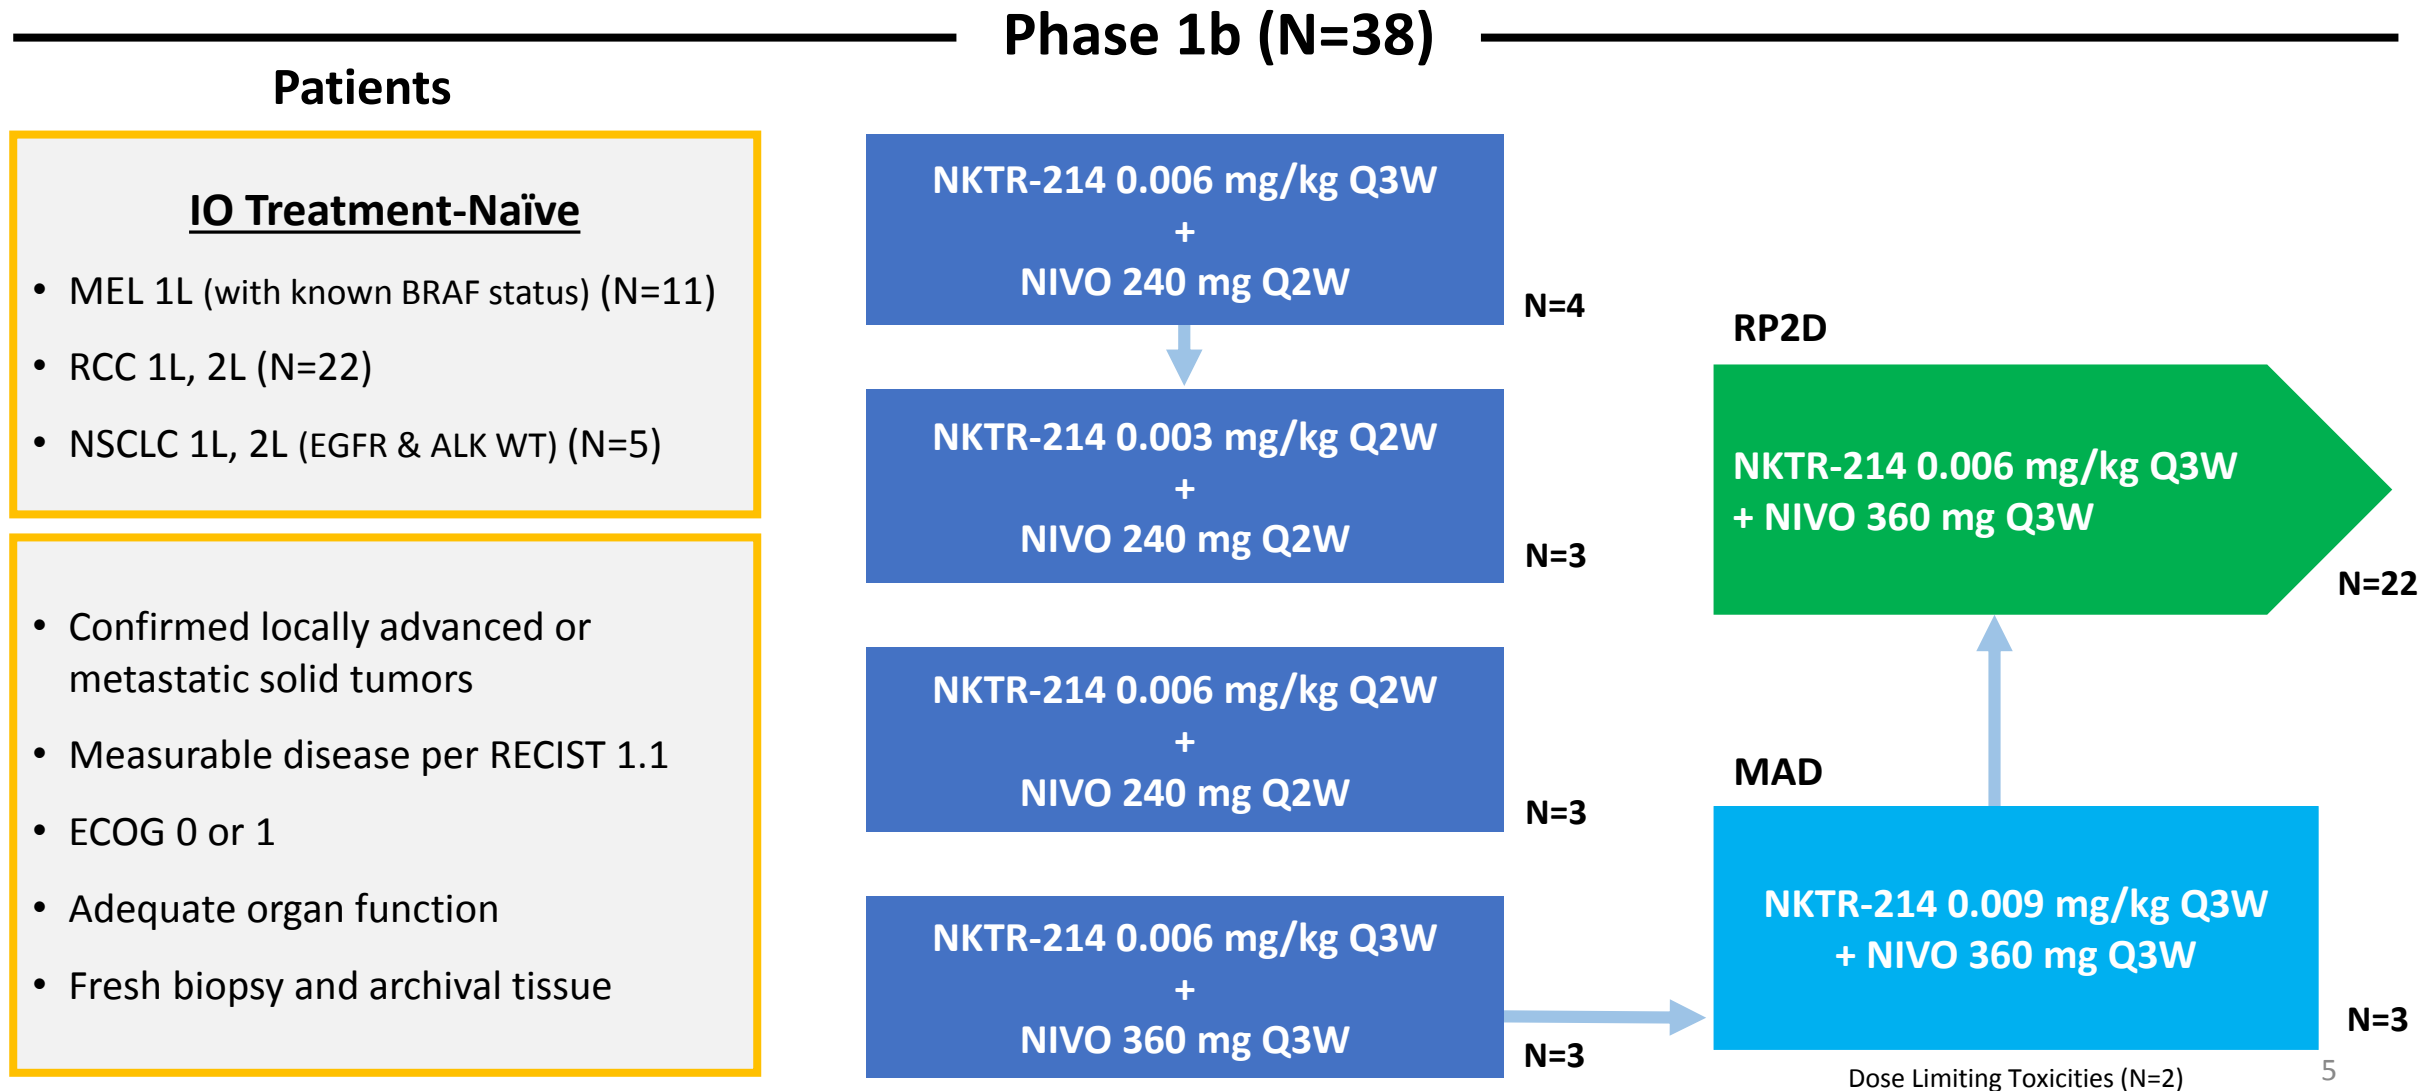 Phase 1b (N=38)
Patients
IO Treatment-Naïve
• MEL 1L (with known BRAF status) (N=11)
• RCC 1L, 2L (N=22)
• NSCLC 1L, 2L (EGFR & ALK WT) (N=5)
• Confirmed locally advanced or
metastatic solid tumors
• Measurable disease per RECIST 1.1
• ECOG 0 or 1
• Adequate organ function
• Fresh biopsy and archival tissue
NKTR-214 0.006 mg/kg Q3W
+
NIVO 240 mg Q2W
N=4
NKTR-214 0.003 mg/kg Q2W
+
NIVO 240 mg Q2W
N=3
NKTR-214 0.006 mg/kg Q2W
+
NIVO 240 mg Q2W
N=3
NKTR-214 0.006 mg/kg Q3W
+
NIVO 360 mg Q3W
N=3
RP2D
NKTR-214 0.006 mg/kg Q3W
+ NIVO 360 mg Q3W
N=22
MAD
NKTR-214 0.009 mg/kg Q3W
+ NIVO 360 mg Q3W
N=3
Dose Limiting Toxicities (N=2)
5